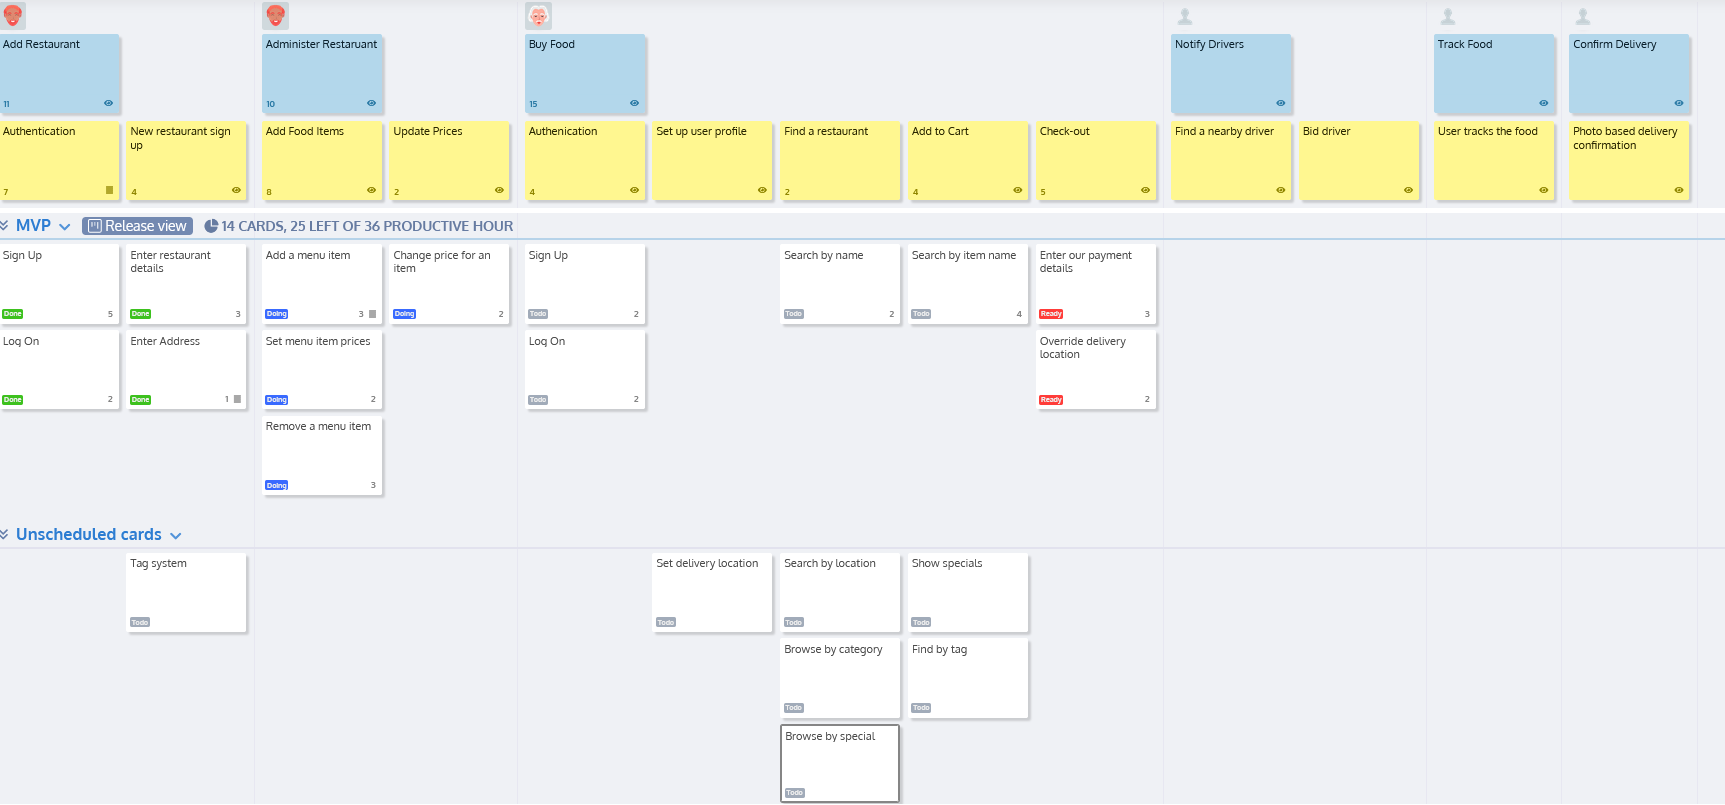 Add Restaurant
11
Administer Restaruant
10
Buy Food
15
Notify Drivers
Track Food
Confirm Delivery
Authentication
7
New restaurant sign
up
4
Add Food Items
8
Update Prices
2
Authenication
4
Set up user profile
Find a restaurant
2
Add to Cart
4
Check-out
5
Find a nearby driver
Bid driver
User tracks the food
Photo based delivery
confirmation
MVP Release view 14 CARDS, 25 LEFT OF 36 PRODUCTIVE HOUR
Sign Up
Done 5
Enter restaurant
details
Done 3
Add a menu item
Doing 3
Change price for an
item
Doing 2
Sign Up
Todo 2
Search by name
Todo 2
Search by item name
Todo 4
Enter our payment
details
Ready 3
Log On
Done 2
Enter Address
Done 1
Set menu item prices
Doing 2
Log On
Todo 2
Override delivery
location
Ready 2
Remove a menu item
Doing 3
Unscheduled cards
Tag system
Todo
Set delivery location
Todo
Search by location
Todo
Show specials
Todo
Browse by category
Todo
Find by tag
Todo
Browse by special
Todo